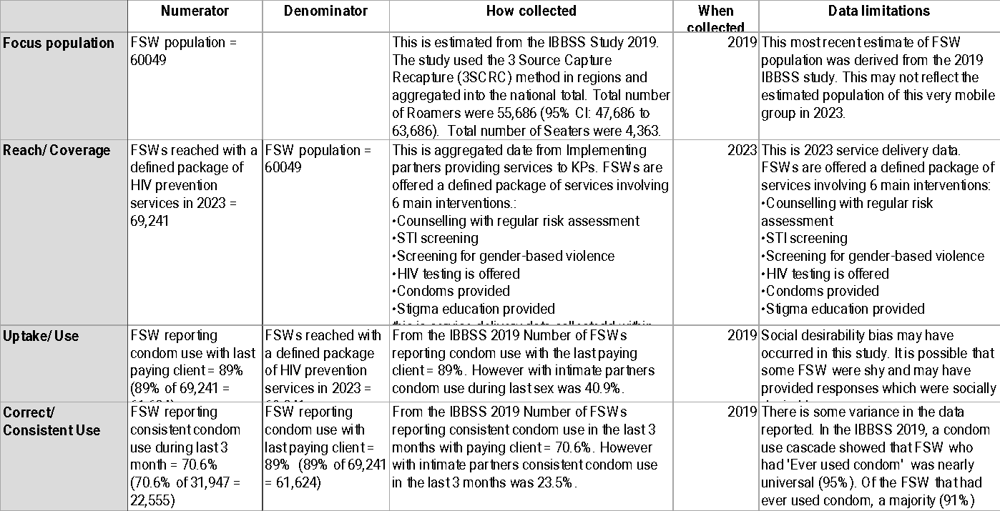 Numerator
Denominator
How collected
When
collected
Data limitations
Focus population
FSW population =
60049
This is estimated from the IBBSS Study 2019.
The study used the 3 Source Capture
Recapture (3SCRC) method in regions and
aggregated into the national total. Total number
of Roamers were 55,686 (95% CI: 47,686 to
63,686).  Total number of Seaters were 4,363.
2019
This most recent estimate of FSW
population was derived from the 2019
IBBSS study. This may not reflect the
estimated population of this very mobile
group in 2023.
Reach/ Coverage
FSWs reached with a
defined package of
HIV prevention
services in 2023 =
69,241
FSW population =
60049
This is aggregated date from Implementing
partners providing services to KPs. FSWs are
offered a defined package of services involving
6 main interventions.:
•Counselling with regular risk assessment
•STI screening
•Screening for gender-based violence
•HIV testing is offered
•Condoms provided
•Stigma education provided
2023
This is 2023 service delivery data.
FSWs are offered a defined package of
services involving 6 main interventions:
•Counselling with regular risk
assessment
•STI screening
•Screening for gender-based violence
•HIV testing is offered
•Condoms provided
•Stigma education provided
Uptake/ Use
FSW reporting
condom use with last
paying client = 89%
(89% of 69,241 =
FSWs reached with
a defined package
of HIV prevention
services in 2023 =
From the IBBSS 2019 Number of FSWs
reporting condom use with the last paying
client = 89%. However with intimate partners
condom use during last sex was 40.9%.
2019
Social desirability bias may have
occurred in this study. It is possible that
some FSW were shy and may have
provided responses which were socially
Correct/
Consistent Use
FSW reporting
consistent condom
use during last 3
month = 70.6%
(70.6% of 31,947 =
22,555)
FSW reporting
condom use with
last paying client =
89%  (89% of 69,241
= 61,624)
From the IBBSS 2019 Number of FSWs
reporting consistent condom use in the last 3
months with paying client = 70.6%. However
with intimate partners consistent condom use
in the last 3 months was 23.5%.
2019
There is some variance in the data
reported. In the IBBSS 2019, a condom
use cascade showed that FSW who
had 'Ever used condom'  was nearly
universal (95%). Of the FSW that had
ever used condom, a majority (91%)